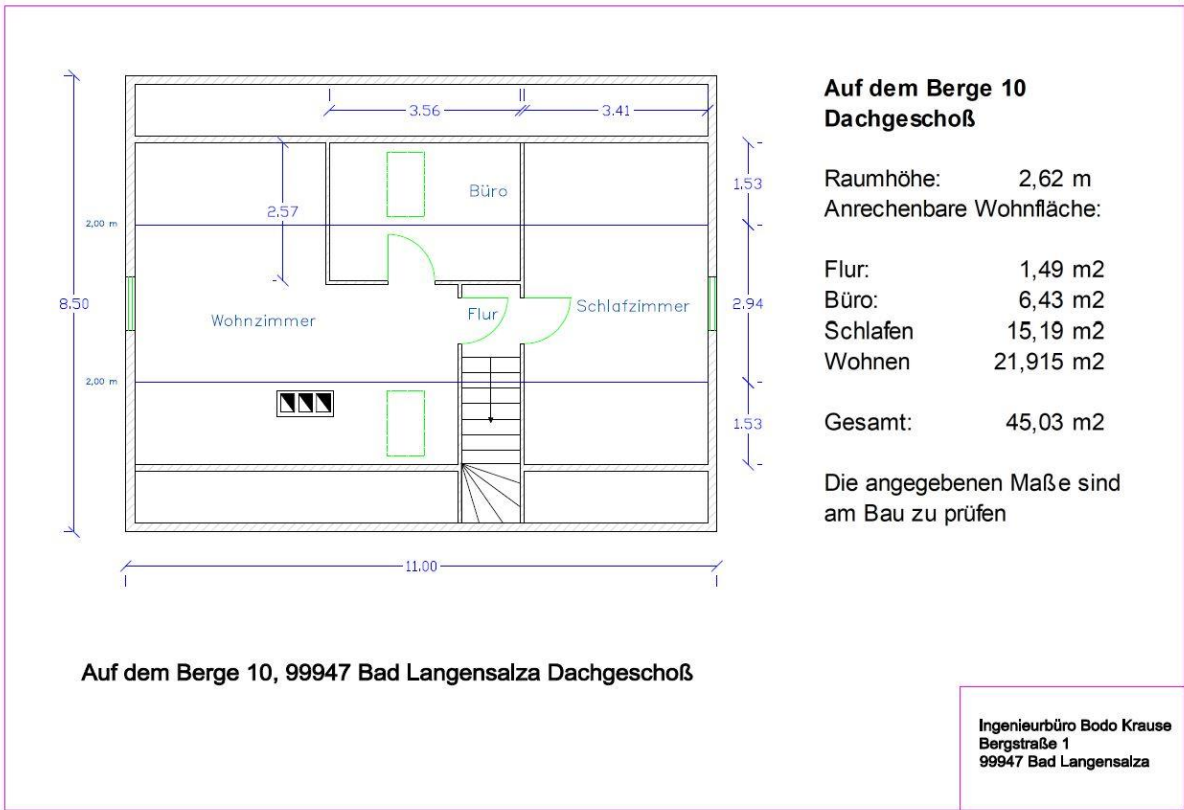 3.56
3.41
Auf dem Berge 10
Dachgeschoß
Raumhöhe: 2,62 m
Anrechenbare Wohnfläche:
Flur: 1,49 m2
Büro: 6,43 m2
Schlafen 15,19 m2
Wohnen 21,915 m2
Gesamt: 45,03 m2
Die angegebenen Maße sind
am Bau zu prüfen
Büro
1.53
2.57
2,00 m
8.50
Wohnzimmer
Flur
Schlafzimmer
2.94
2,00 m
1.53
11.00
Auf dem Berge 10, 99947 Bad Langensalza Dachgeschoß
Ingenieurbüro Bodo Krause
Bergstraße 1
99947 Bad Langensalza